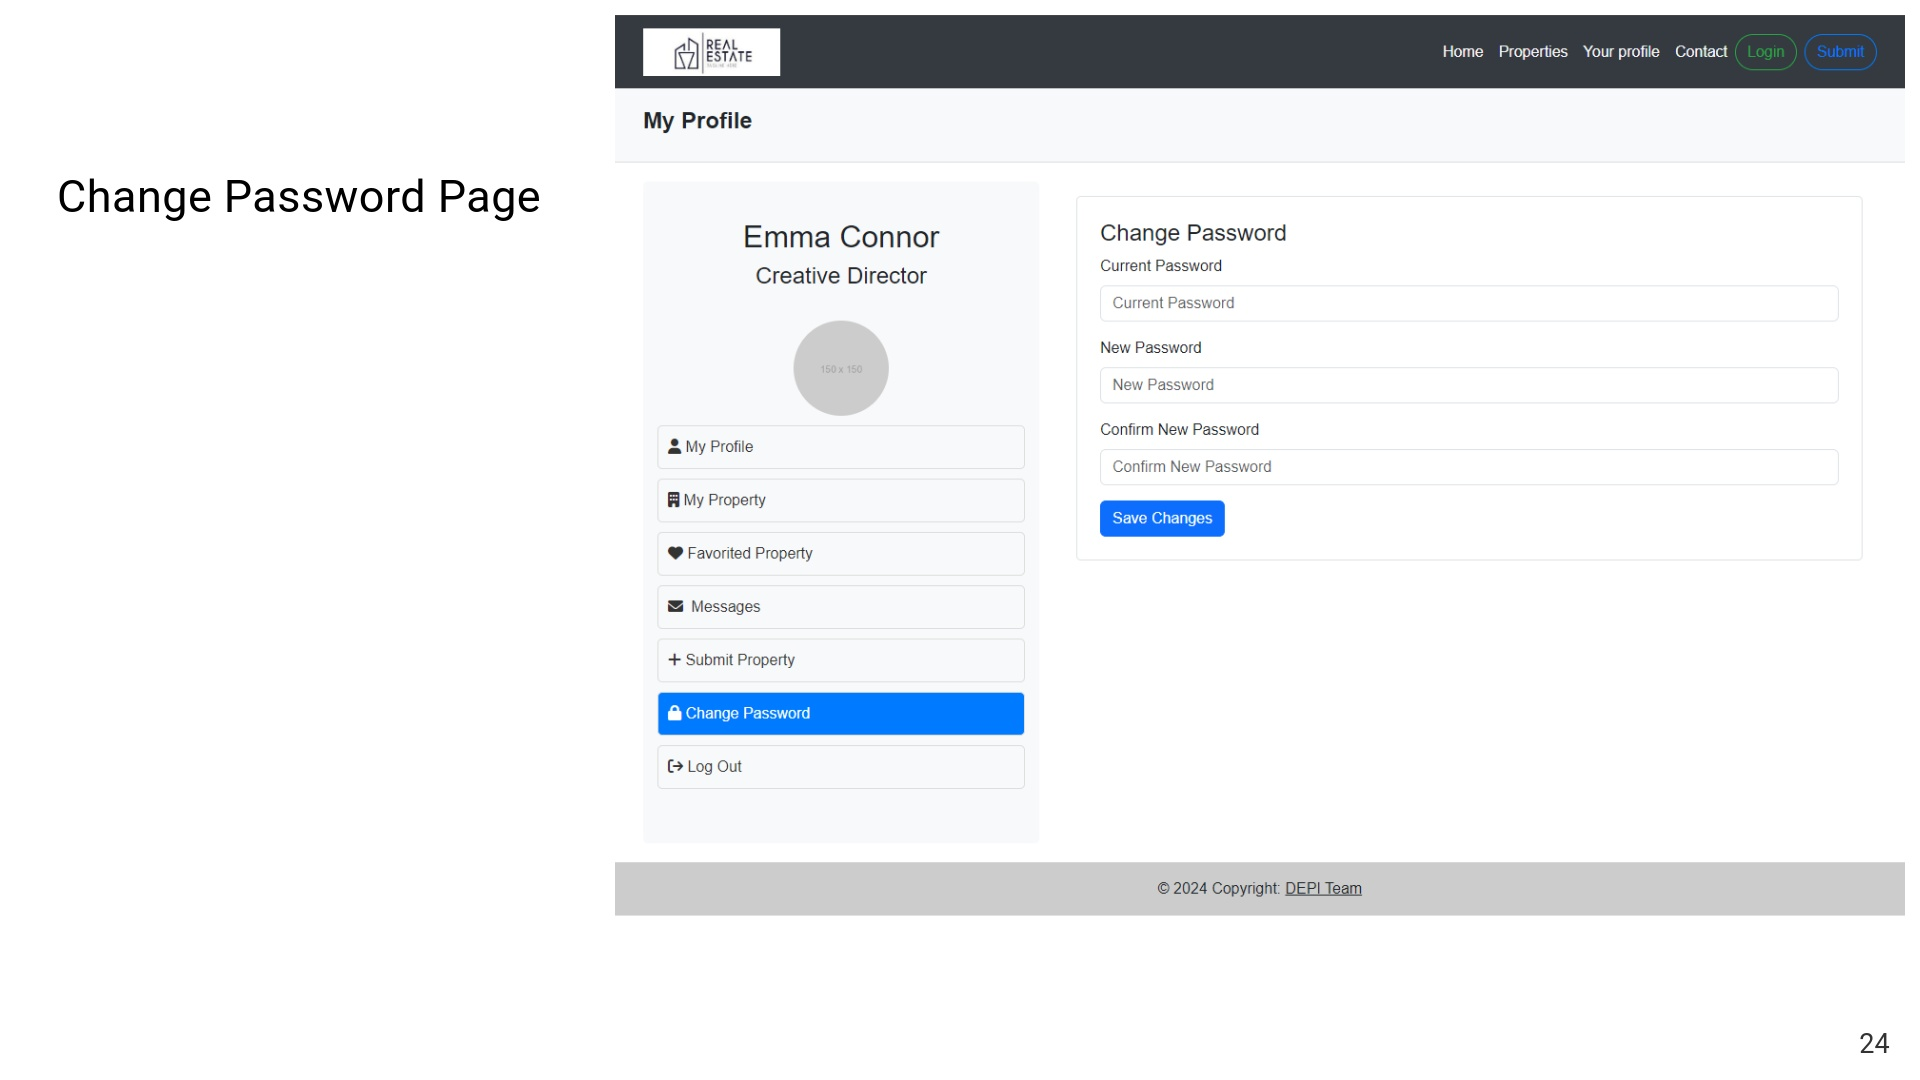 Change Password Page
REAL
ESTATE
Home Properties Your profile Contact Login Submit
My Profile
Emma Connor
Creative Director
150 x 150
My Profile
My Property
Favorited Property
Messages
Submit Property
Change Password
Log Out
Change Password
Current Password
Current Password
New Password
New Password
Confirm New Password
Confirm New Password
Save Changes
© 2024 Copyright: DEPI Team
24